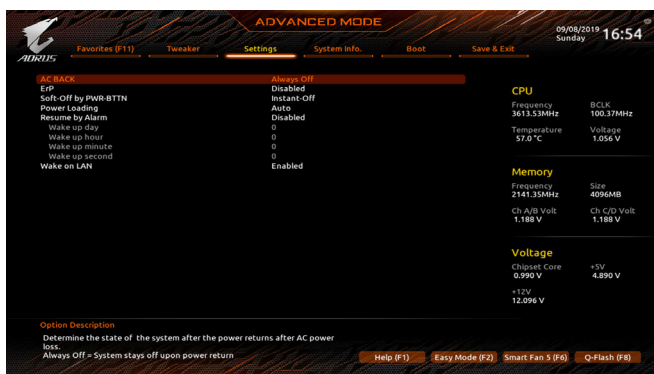 ADVANCED MODE
09/08/2019 16:54
Sunday
AORUS
Favorites (F11) Tweaker Settings System Info. Boot Save & Exit
AC BACK Always Off
ErP Disabled
Soft-Off by PWR-BTTN Instant-Off
Power Loading Auto
Resume by Alarm Disabled
Wake up day 0
Wake up hour 0
Wake up minute 0
Wake up second 0
Wake on LAN Enabled
CPU
Frequency BCLK
3613.53MHz 100.37MHz
Temperature Voltage
57.0 °C 1.056 V
Memory
Frequency Size
2141.35MHz 4096MB
Ch A/B Volt Ch C/D Volt
1.188 V 1.188 V
Voltage
Chipset Core +5V
0.990 V 4.890 V
+12V
12.096 V
Option Description
Determine the state of the system after the power returns after AC power
loss.
Always Off = System stays off upon power return
Help (F1) Easy Mode (F2) Smart Fan 5 (F6) Q-Flash (F8)